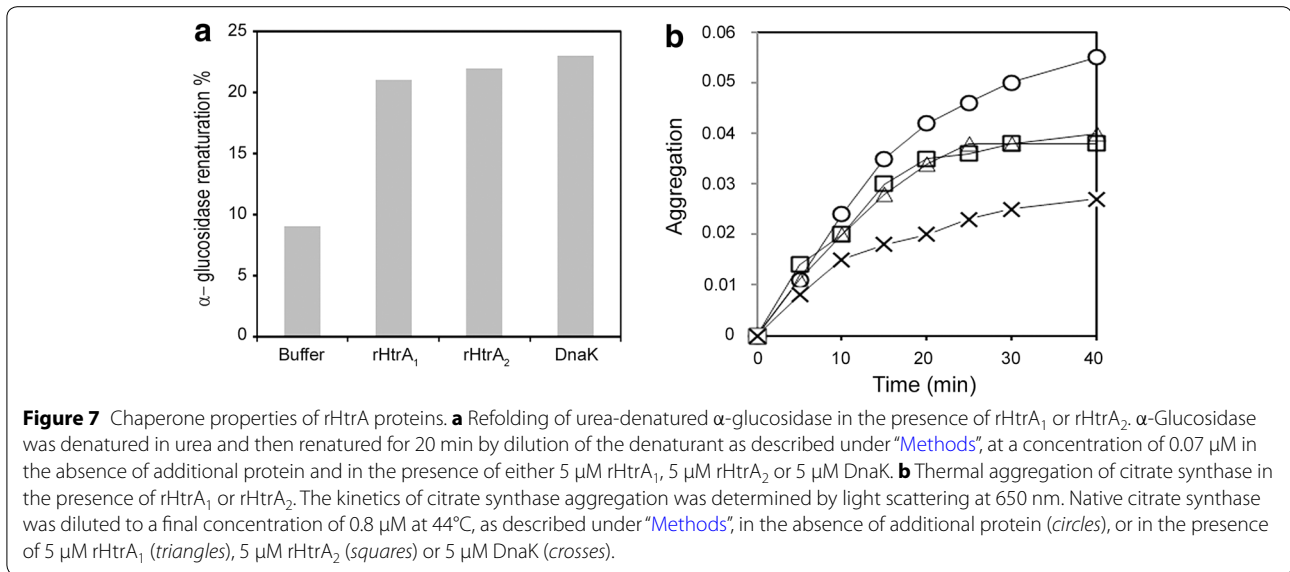 a
25
20
15
10
5
0
α– glucosidase renaturation %
Buffer rHtrA₁ rHtrA₂ DnaK
b
0.06
0.05
0.04
0.03
0.02
0.01
0
Aggregation
0 10 20 30 40
Time (min)
Figure 7 Chaperone properties of rHtrA proteins. a Refolding of urea-denatured α-glucosidase in the presence of rHtrA₁ or rHtrA₂. α-Glucosidase
was denatured in urea and then renatured for 20 min by dilution of the denaturant as described under “Methods”, at a concentration of 0.07 µM in
the absence of additional protein and in the presence of either 5 µM rHtrA₁, 5 µM rHtrA₂ or 5 µM DnaK. b Thermal aggregation of citrate synthase in
the presence of rHtrA₁ or rHtrA₂. The kinetics of citrate synthase aggregation was determined by light scattering at 650 nm. Native citrate synthase
was diluted to a final concentration of 0.8 µM at 44°C, as described under “Methods”, in the absence of additional protein (circles), or in the presence
of 5 µM rHtrA₁ (triangles), 5 µM rHtrA₂ (squares) or 5 µM DnaK (crosses).